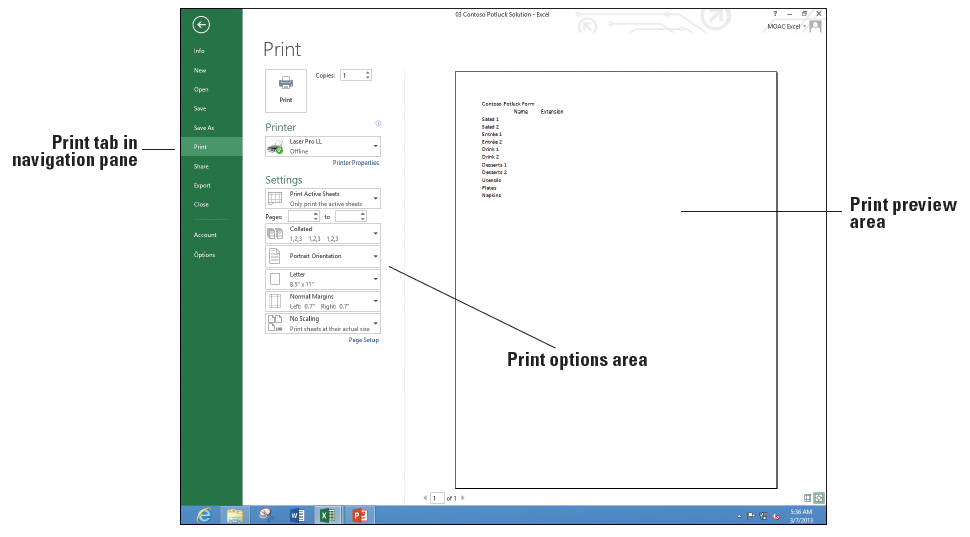 03 Contoso Potluck Solution - Excel
?
MOAC Excel
Info
New
Open
Save
Save As
Print
Share
Export
Close
Account
Options
Print
Copies: 1
Print
Printer
Laser Pro LL
Offline
Printer Properties
Settings
Print Active Sheets
Only print the active sheets
Pages: to
Collated
1,2,3 1,2,3 1,2,3
Portrait Orientation
Letter
8.5" x 11"
Normal Margins
Left: 0.7" Right: 0.7"
No Scaling
Print sheets at their actual size
Page Setup
Contoso Potluck Form
Name Extension
Salad 1
Salad 2
Entrée 1
Entrée 2
Drink 1
Drink 2
Desserts 1
Desserts 2
Utensils
Plates
Napkins
1 of 1
5:36 AM
3/7/2013
Print tab in
navigation pane
Print options area
Print preview
area